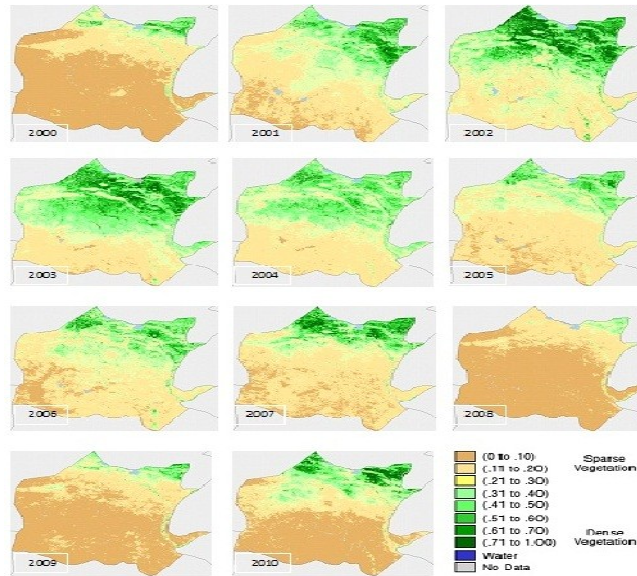 2000
2001
2002
2003
2004
2005
2006
2007
2008
2009
2010
(0 to .10)
(.11 to .20)
(.21 to .30)
(.31 to .40)
(.41 to .50)
(.51 to .60)
(.61 to .70)
(.71 to 1.00)
Water
No Data
Sparse
Vegetation
Dense
Vegetation